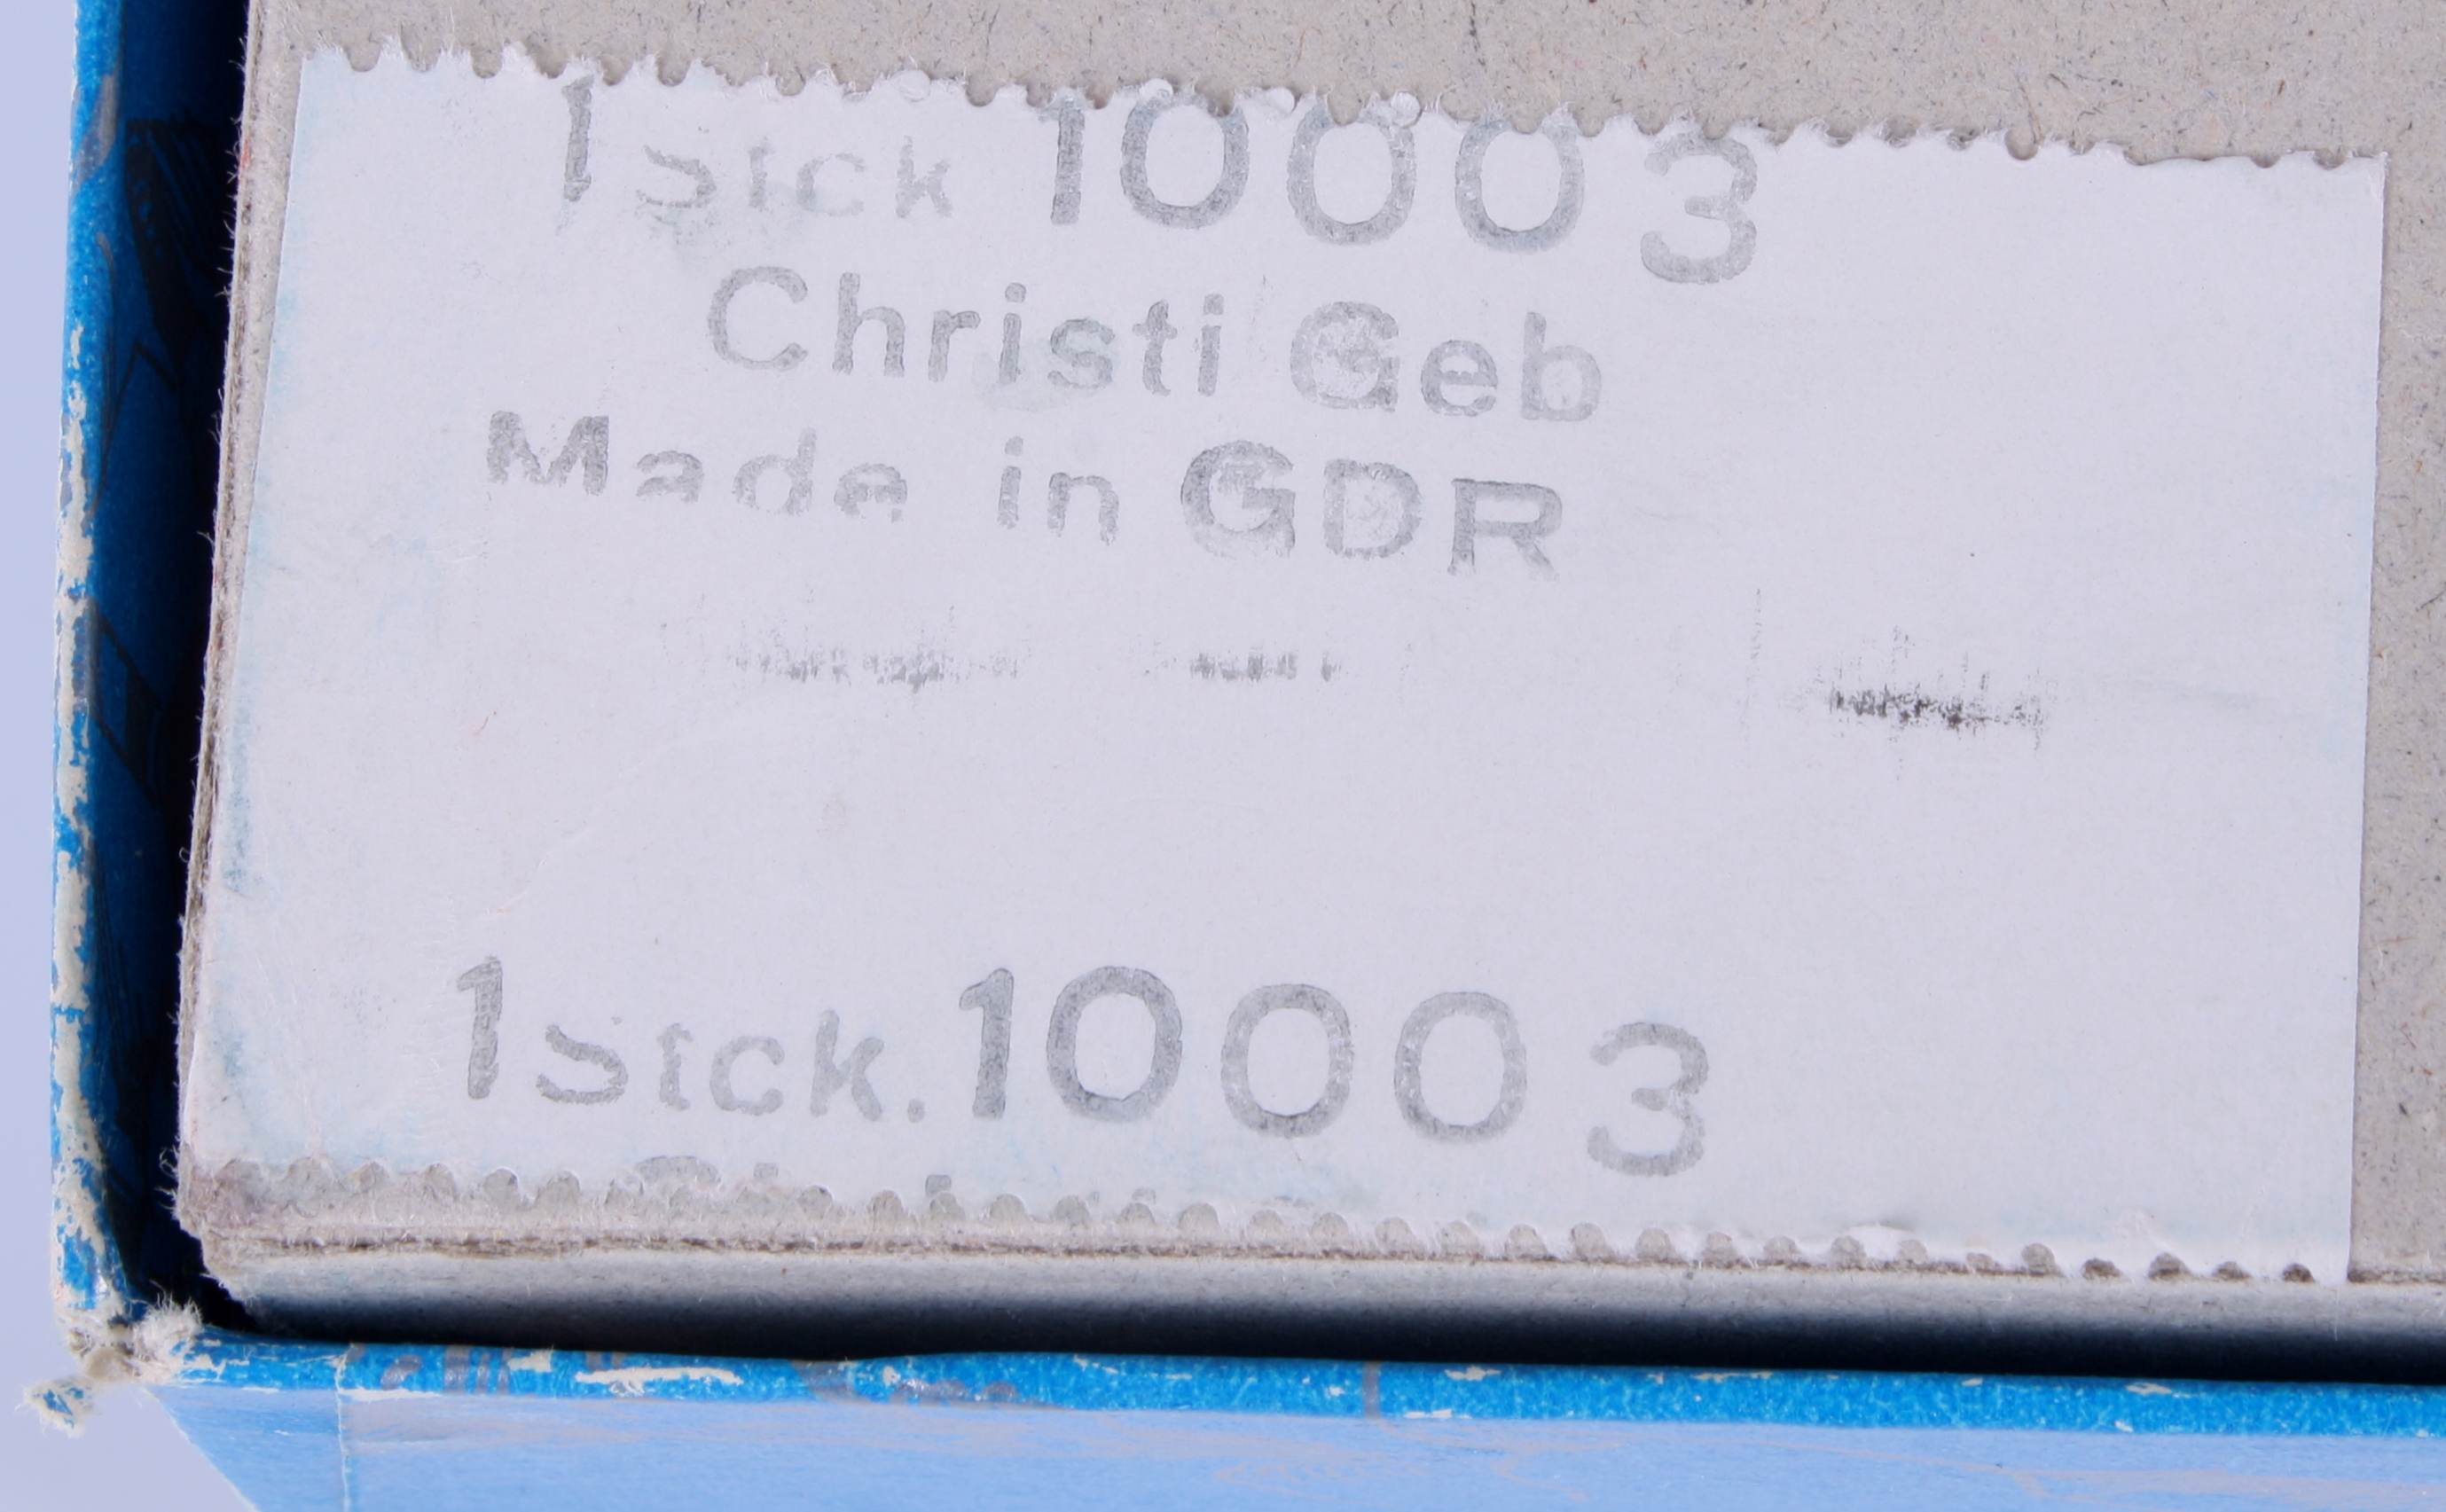 1 Stck 10003
Christi Geb
Made in GDR
1 Stck. 10003